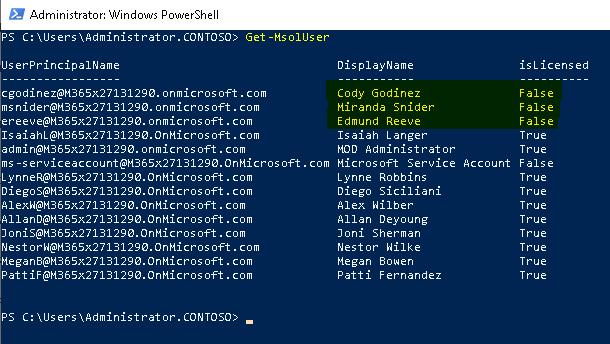 Administrator: Windows PowerShell
PS C:\Users\Administrator.CONTOSO> Get-MsolUser
UserPrincipalName DisplayName isLicensed
----------------- ----------- ----------
cgodinez@M365x27131290.onmicrosoft.com Cody Godinez False
msnider@M365x27131290.onmicrosoft.com Miranda Snider False
ereeve@M365x27131290.onmicrosoft.com Edmund Reeve False
IsaiahL@M365x27131290.OnMicrosoft.com Isaiah Langer True
admin@M365x27131290.onmicrosoft.com MOD Administrator True
ms-serviceaccount@M365x27131290.OnMicrosoft.com Microsoft Service Account False
LynneR@M365x27131290.OnMicrosoft.com Lynne Robbins True
DiegoS@M365x27131290.OnMicrosoft.com Diego Siciliani True
AlexW@M365x27131290.OnMicrosoft.com Alex Wilber True
AllanD@M365x27131290.OnMicrosoft.com Allan Deyoung True
JoniS@M365x27131290.OnMicrosoft.com Joni Sherman True
NestorW@M365x27131290.OnMicrosoft.com Nestor Wilke True
MeganB@M365x27131290.OnMicrosoft.com Megan Bowen True
PattiF@M365x27131290.OnMicrosoft.com Patti Fernandez True
PS C:\Users\Administrator.CONTOSO>